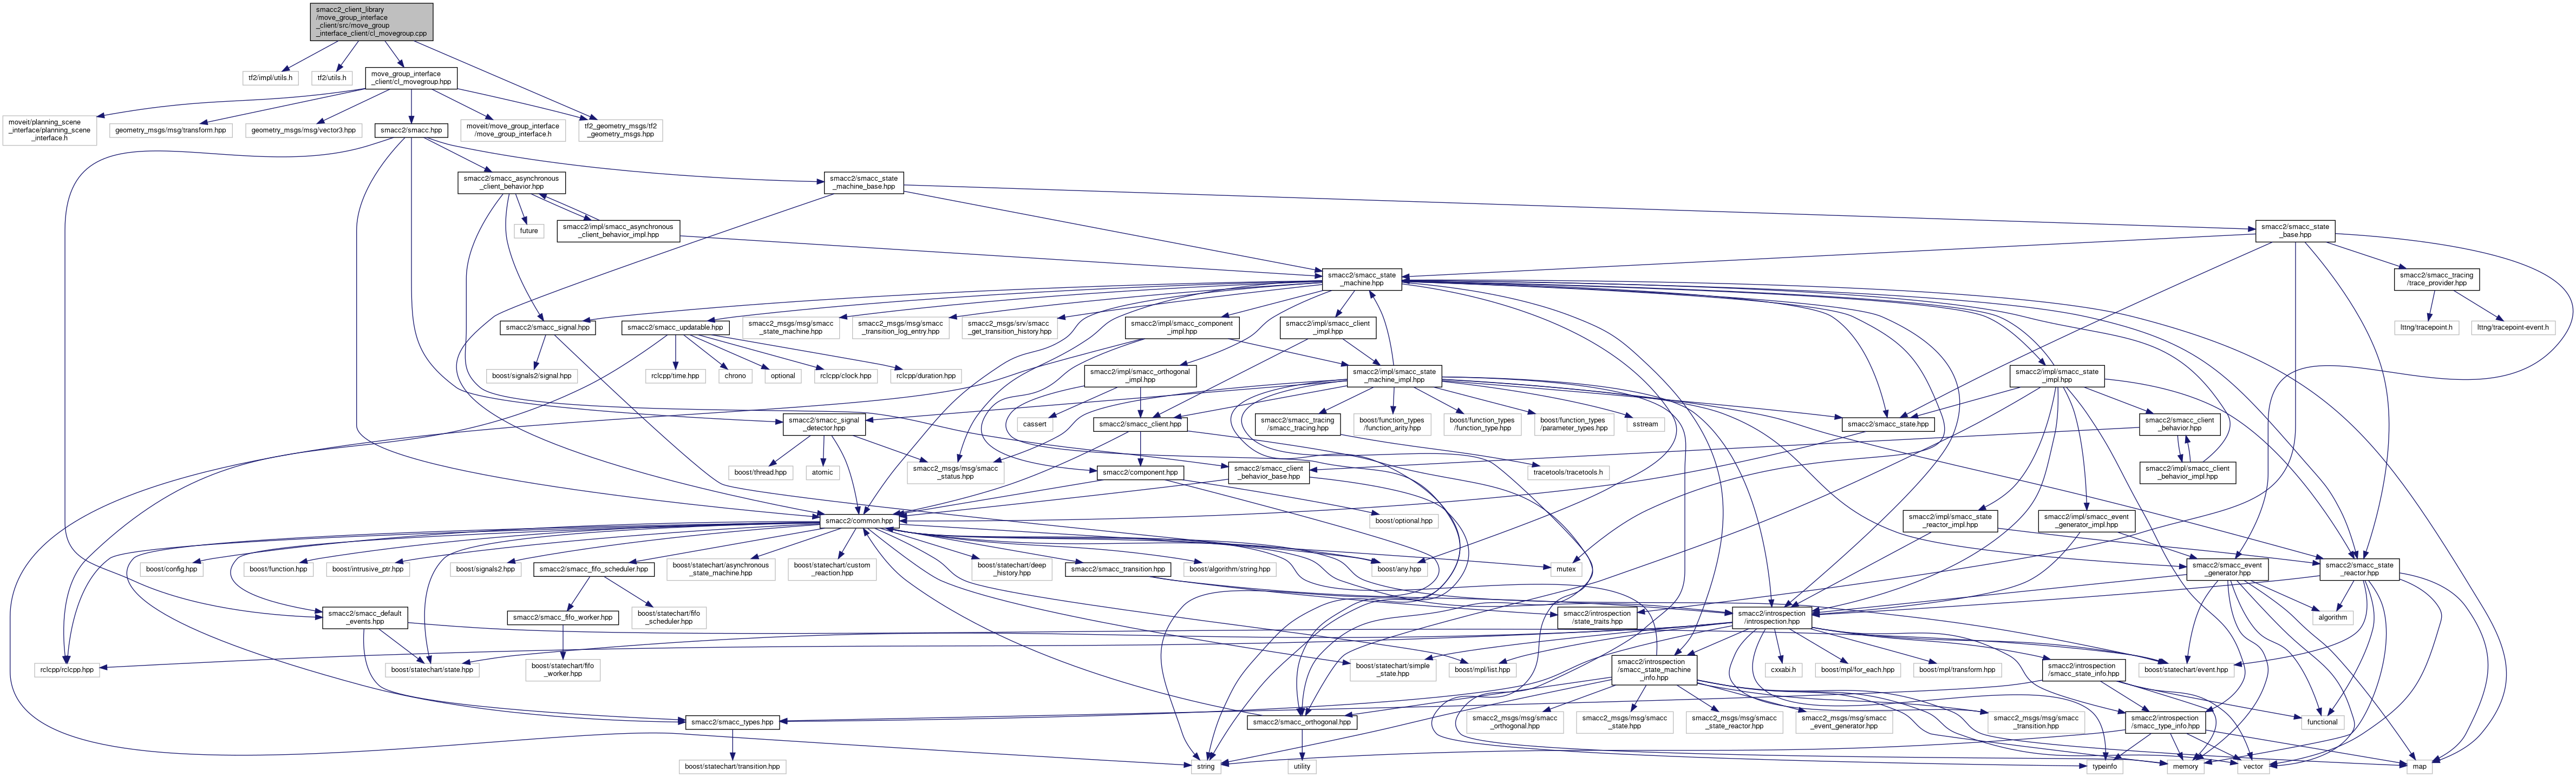 smacc2_client_library
/move_group_interface
_client/src/move_group
_interface_client/cl_movegroup.cpp
tf2/impl/utils.h
tf2/utils.h
move_group_interface
_client/cl_movegroup.hpp
moveit/planning_scene
_interface/planning_scene
_interface.h
geometry_msgs/msg/transform.hpp
geometry_msgs/msg/vector3.hpp
smacc2/smacc.hpp
moveit/move_group_interface
/move_group_interface.h
tf2_geometry_msgs/tf2
_geometry_msgs.hpp
smacc2/smacc_asynchronous
_client_behavior.hpp
smacc2/smacc_state
_machine_base.hpp
future
smacc2/impl/smacc_asynchronous
_client_behavior_impl.hpp
smacc2/smacc_state
_base.hpp
smacc2/smacc_state
_machine.hpp
smacc2/smacc_tracing
/trace_provider.hpp
smacc2/smacc_signal.hpp
smacc2/smacc_updatable.hpp
smacc2_msgs/msg/smacc
_state_machine.hpp
smacc2_msgs/msg/smacc
_transition_log_entry.hpp
smacc2_msgs/srv/smacc
_get_transition_history.hpp
smacc2/impl/smacc_component
_impl.hpp
smacc2/impl/smacc_client
_impl.hpp
lttng/tracepoint.h
lttng/tracepoint-event.h
boost/signals2/signal.hpp
rclcpp/time.hpp
chrono
optional
rclcpp/clock.hpp
rclcpp/duration.hpp
smacc2/impl/smacc_orthogonal
_impl.hpp
smacc2/impl/smacc_state
_machine_impl.hpp
smacc2/impl/smacc_state
_impl.hpp
smacc2/smacc_signal
_detector.hpp
cassert
smacc2/smacc_client.hpp
smacc2/smacc_tracing
/smacc_tracing.hpp
boost/function_types
/function_arity.hpp
boost/function_types
/function_type.hpp
boost/function_types
/parameter_types.hpp
sstream
smacc2/smacc_state.hpp
smacc2/smacc_client
_behavior.hpp
boost/thread.hpp
atomic
smacc2_msgs/msg/smacc
_status.hpp
smacc2/component.hpp
smacc2/smacc_client
_behavior_base.hpp
tracetools/tracetools.h
smacc2/impl/smacc_client
_behavior_impl.hpp
smacc2/common.hpp
boost/optional.hpp
smacc2/impl/smacc_state
_reactor_impl.hpp
smacc2/impl/smacc_event
_generator_impl.hpp
boost/config.hpp
boost/function.hpp
boost/intrusive_ptr.hpp
boost/signals2.hpp
smacc2/smacc_fifo_scheduler.hpp
boost/statechart/asynchronous
_state_machine.hpp
boost/statechart/custom
_reaction.hpp
boost/statechart/deep
_history.hpp
smacc2/smacc_transition.hpp
boost/algorithm/string.hpp
boost/any.hpp
mutex
smacc2/smacc_event
_generator.hpp
smacc2/smacc_state
_reactor.hpp
smacc2/smacc_default
_events.hpp
smacc2/smacc_fifo_worker.hpp
boost/statechart/fifo
_scheduler.hpp
smacc2/introspection
/state_traits.hpp
smacc2/introspection
/introspection.hpp
algorithm
rclcpp/rclcpp.hpp
boost/statechart/state.hpp
boost/statechart/fifo
_worker.hpp
boost/statechart/simple
_state.hpp
boost/mpl/list.hpp
smacc2/introspection
/smacc_state_machine
_info.hpp
cxxabi.h
boost/mpl/for_each.hpp
boost/mpl/transform.hpp
smacc2/introspection
/smacc_state_info.hpp
boost/statechart/event.hpp
smacc2/smacc_types.hpp
smacc2/smacc_orthogonal.hpp
smacc2_msgs/msg/smacc
_orthogonal.hpp
smacc2_msgs/msg/smacc
_state.hpp
smacc2_msgs/msg/smacc
_state_reactor.hpp
smacc2_msgs/msg/smacc
_event_generator.hpp
smacc2_msgs/msg/smacc
_transition.hpp
smacc2/introspection
/smacc_type_info.hpp
functional
boost/statechart/transition.hpp
string
utility
typeinfo
memory
vector
map